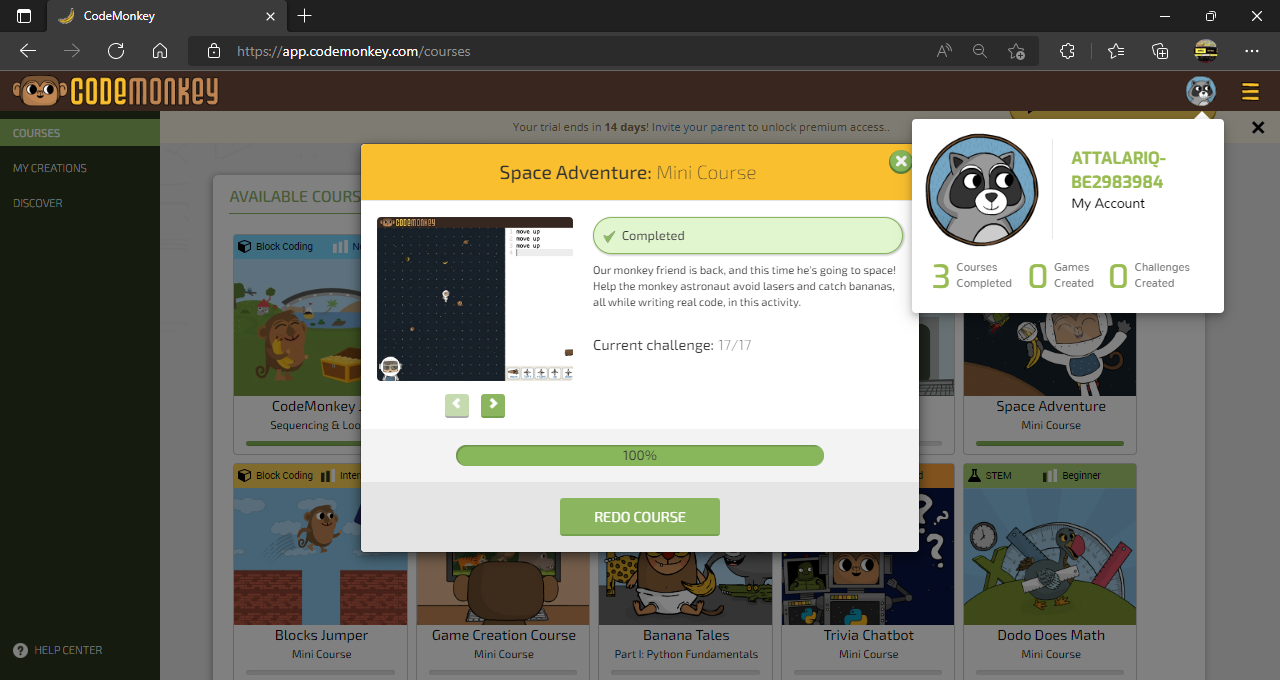 CodeMonkey
https://app.codemonkey.com/courses
CODEMONKEY
COURSES
MY CREATIONS
DISCOVER
HELP CENTER
Your trial ends in 14 days! Invite your parent to unlock premium access..
ATTALARIQ-
BE2983984
My Account
3 Courses Completed
0 Games Created
0 Challenges Created
AVAILABLE COURS
Space Adventure: Mini Course
CODEMONKEY
move up
move up
move up
Completed
Our monkey friend is back, and this time he's going to space!
Help the monkey astronaut avoid lasers and catch bananas,
all while writing real code, in this activity.
Current challenge: 17/17
100%
REDO COURSE
Block Coding
CodeMonkey
Sequencing & Loo
Space Adventure
Mini Course
Block Coding Inter
Blocks Jumper
Mini Course
Game Creation Course
Mini Course
Banana Tales
Part I: Python Fundamentals
Trivia Chatbot
Mini Course
STEM Beginner
Dodo Does Math
Mini Course